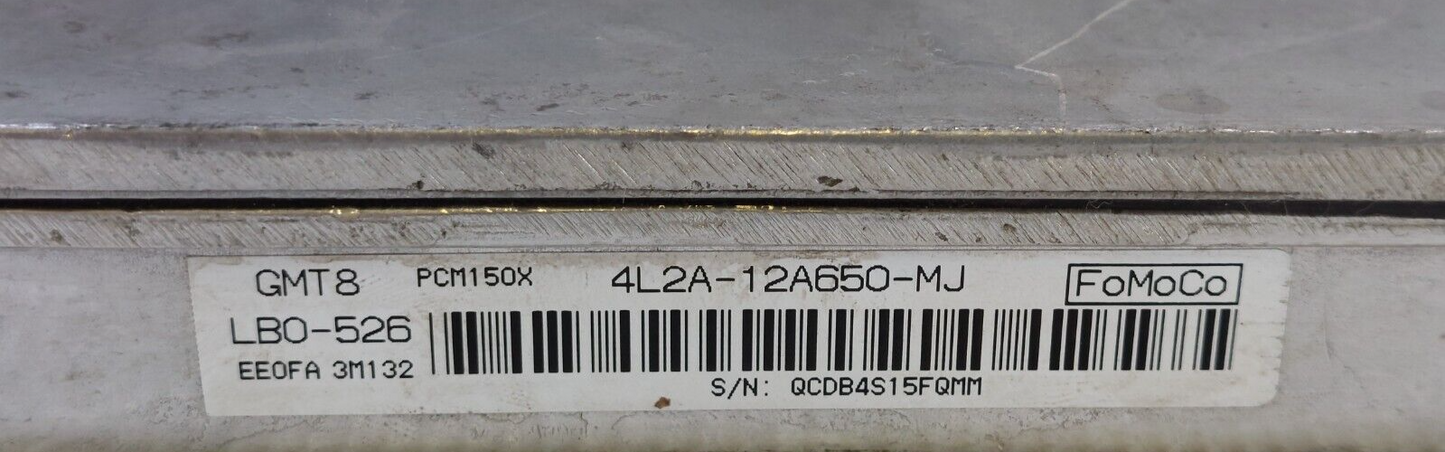 GMT8 PCM150X 4L2A-12A650-MJ FoMoCo
LB0-526
EE0FA 3M132
S/N: QCDB4S15FQMM